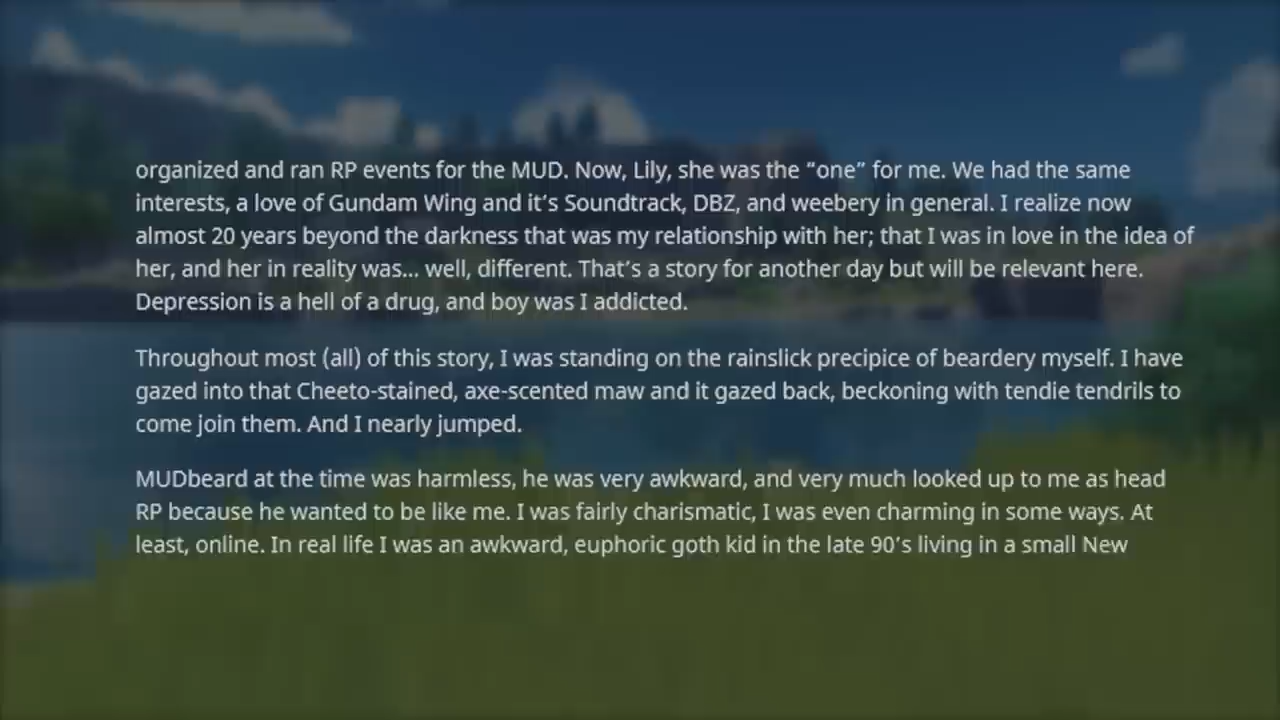 organized and ran RP events for the MUD. Now, Lily, she was the “one” for me. We had the same
interests, a love of Gundam Wing and it’s Soundtrack, DBZ, and weebery in general. I realize now
almost 20 years beyond the darkness that was my relationship with her; that I was in love in the idea of
her, and her in reality was... well, different. That’s a story for another day but will be relevant here.
Depression is a hell of a drug, and boy was I addicted.
Throughout most (all) of this story, I was standing on the rainslick precipice of beardery myself. I have
gazed into that Cheeto-stained, axe-scented maw and it gazed back, beckoning with tendie tendrils to
come join them. And I nearly jumped.
MUDbeard at the time was harmless, he was very awkward, and very much looked up to me as head
RP because he wanted to be like me. I was fairly charismatic, I was even charming in some ways. At
least, online. In real life I was an awkward, euphoric goth kid in the late 90’s living in a small New